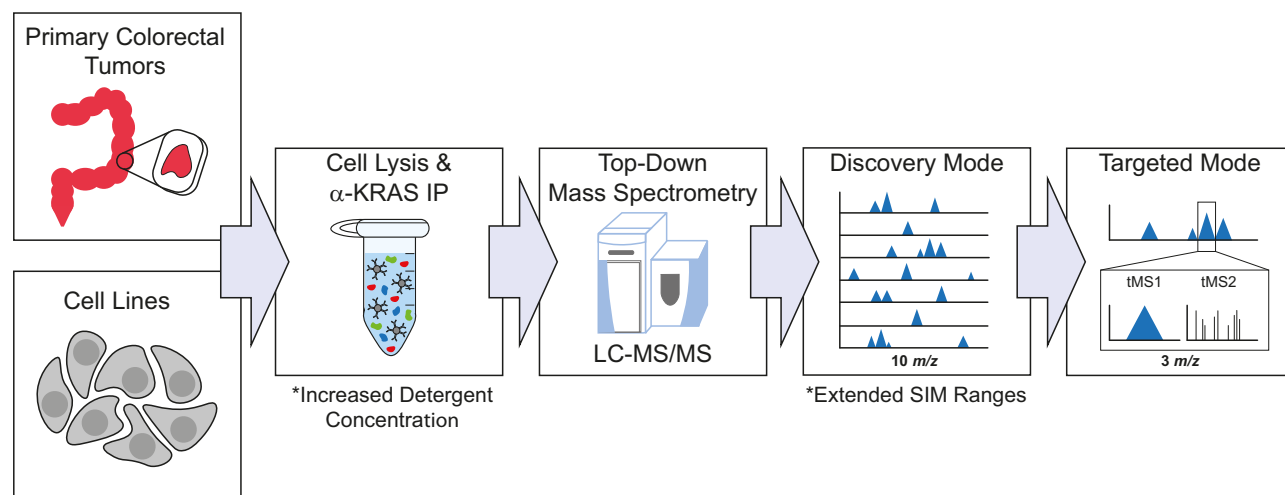 Primary Colorectal
Tumors
Cell Lines
Cell Lysis &
α-KRAS IP
*Increased Detergent
Concentration
Top-Down
Mass Spectrometry
LC-MS/MS
Discovery Mode
10 m/z
*Extended SIM Ranges
Targeted Mode
tMS1 tMS2
3 m/z